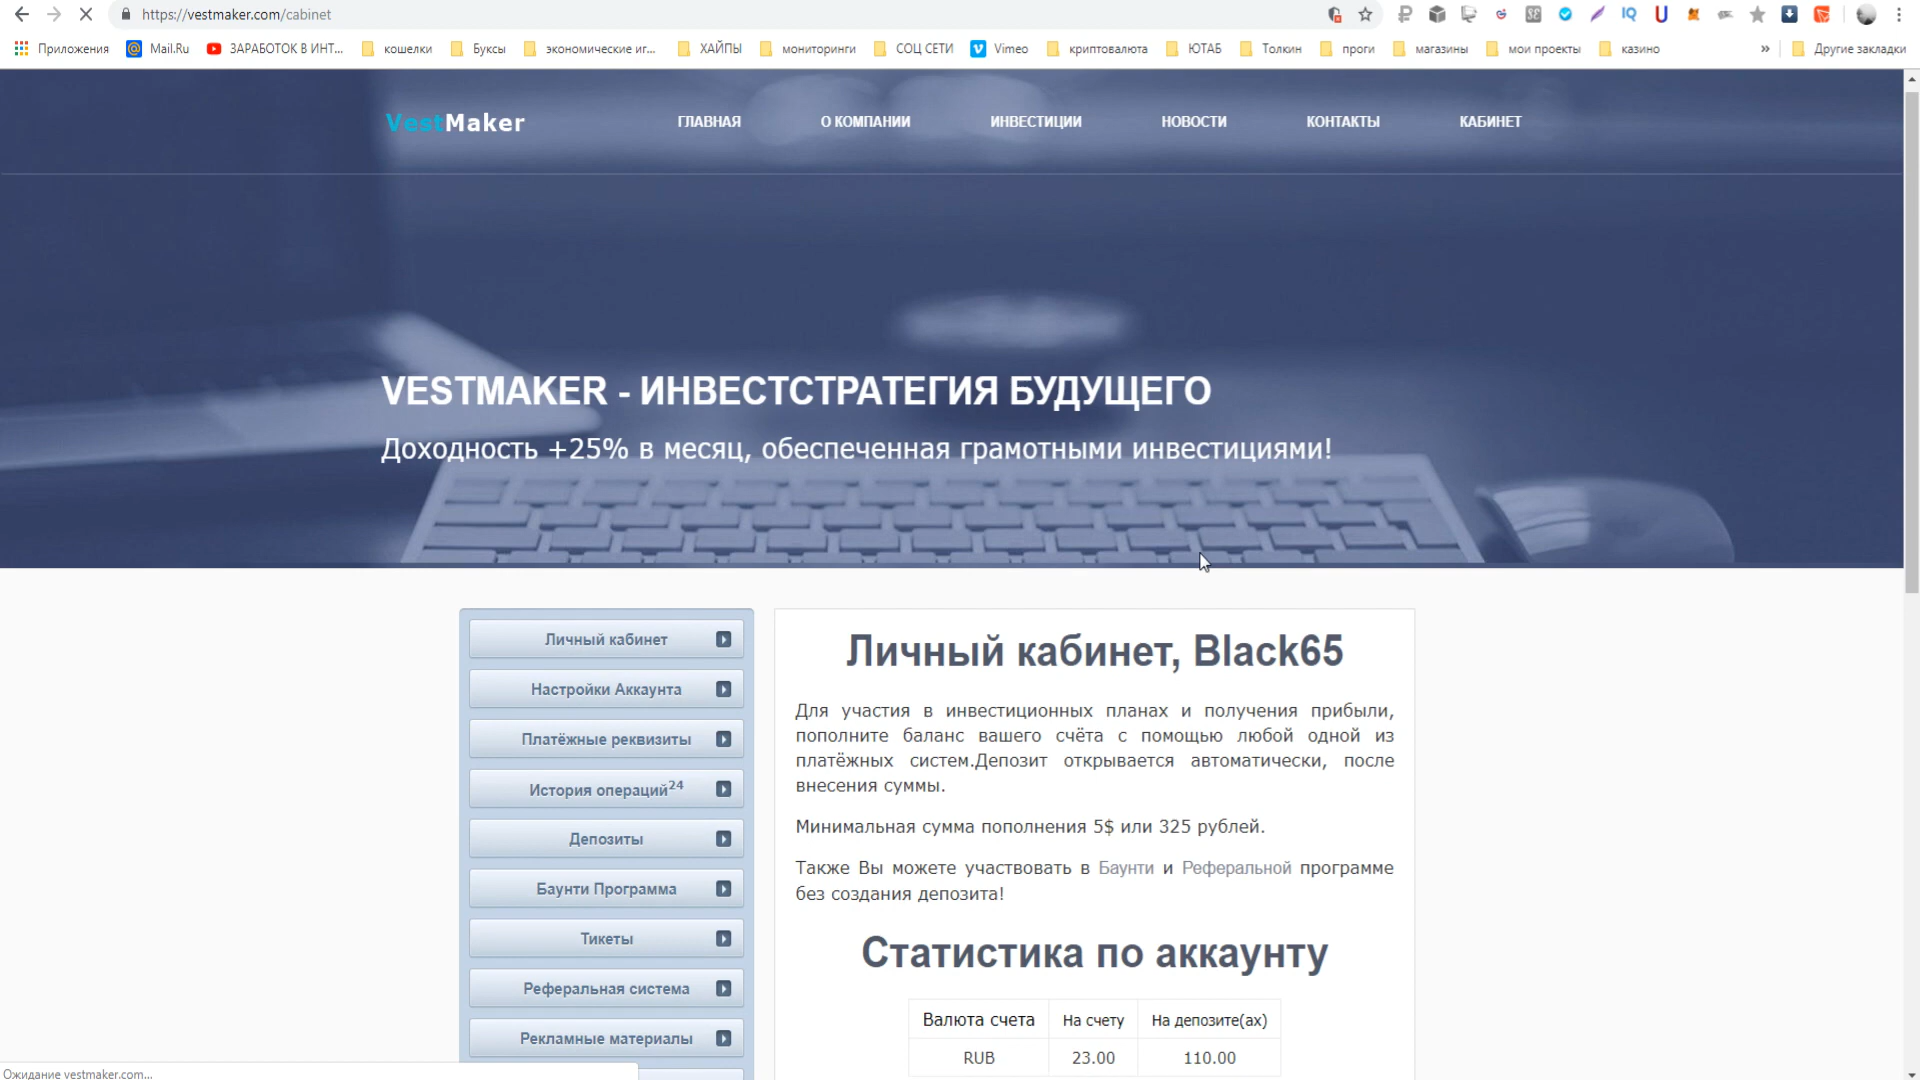 https://vestmaker.com/cabinet
Приложения
Mail.Ru
ЗАРАБОТОК В ИНТ...
кошелки
Буксы
экономические иг...
ХАЙПЫ
мониторинги
СОЦ СЕТИ
Vimeo
криптовалюта
ЮТАБ
Толкин
проги
магазины
мои проекты
казино
»
Другие закладки
VestMaker
ГЛАВНАЯ
О КОМПАНИИ
ИНВЕСТИЦИИ
НОВОСТИ
КОНТАКТЫ
КАБИНЕТ
VESTMAKER - ИНВЕСТСТРАТЕГИЯ БУДУЩЕГО
Доходность +25% в месяц, обеспеченная грамотными инвестициями!
Личный кабинет
Настройки Аккаунта
Платёжные реквизиты
История операций24
Депозиты
Баунти Программа
Тикеты
Реферальная система
Рекламные материалы
Личный кабинет, Black65
Для участия в инвестиционных планах и получения прибыли,
пополните баланс вашего счёта с помощью любой одной из
платёжных систем.Депозит открывается автоматически, после
внесения суммы.
Минимальная сумма пополнения 5$ или 325 рублей.
Также Вы можете участвовать в Баунти и Реферальной программе
без создания депозита!
Статистика по аккаунту
Валюта счета На счету На депозите(ах)
RUB 23.00 110.00
Ожидание vestmaker.com...